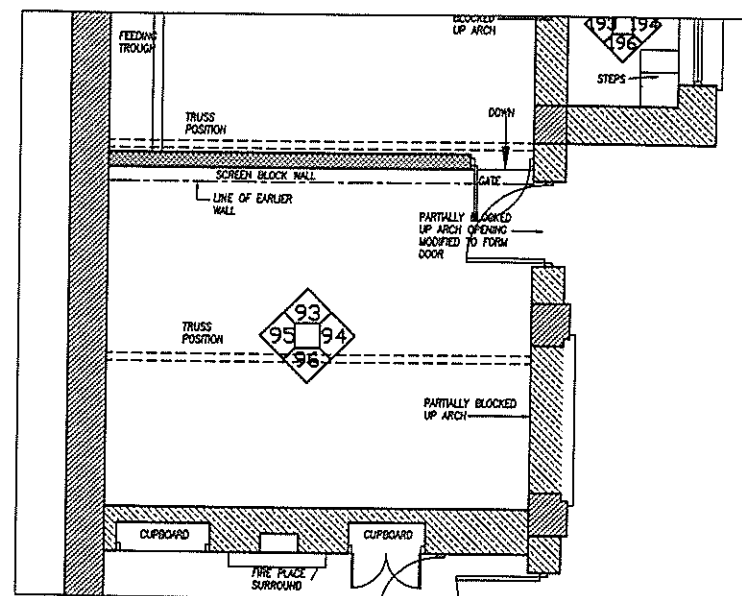 BLOCKED
UP ARCH
193 194
196
FEEDING
TROUGH
STEPS
TRUSS
POSITION
DOWN
SCREEN BLOCK WALL
GATE
LINE OF EARLIER
WALL
PARTIALLY BLOCKED
UP ARCH OPENING
MODIFIED TO FORM
DOOR
93
95 94
96
TRUSS
POSITION
PARTIALLY BLOCKED
UP ARCH
CUPBOARD
CUPBOARD
FIRE PLACE
SURROUND